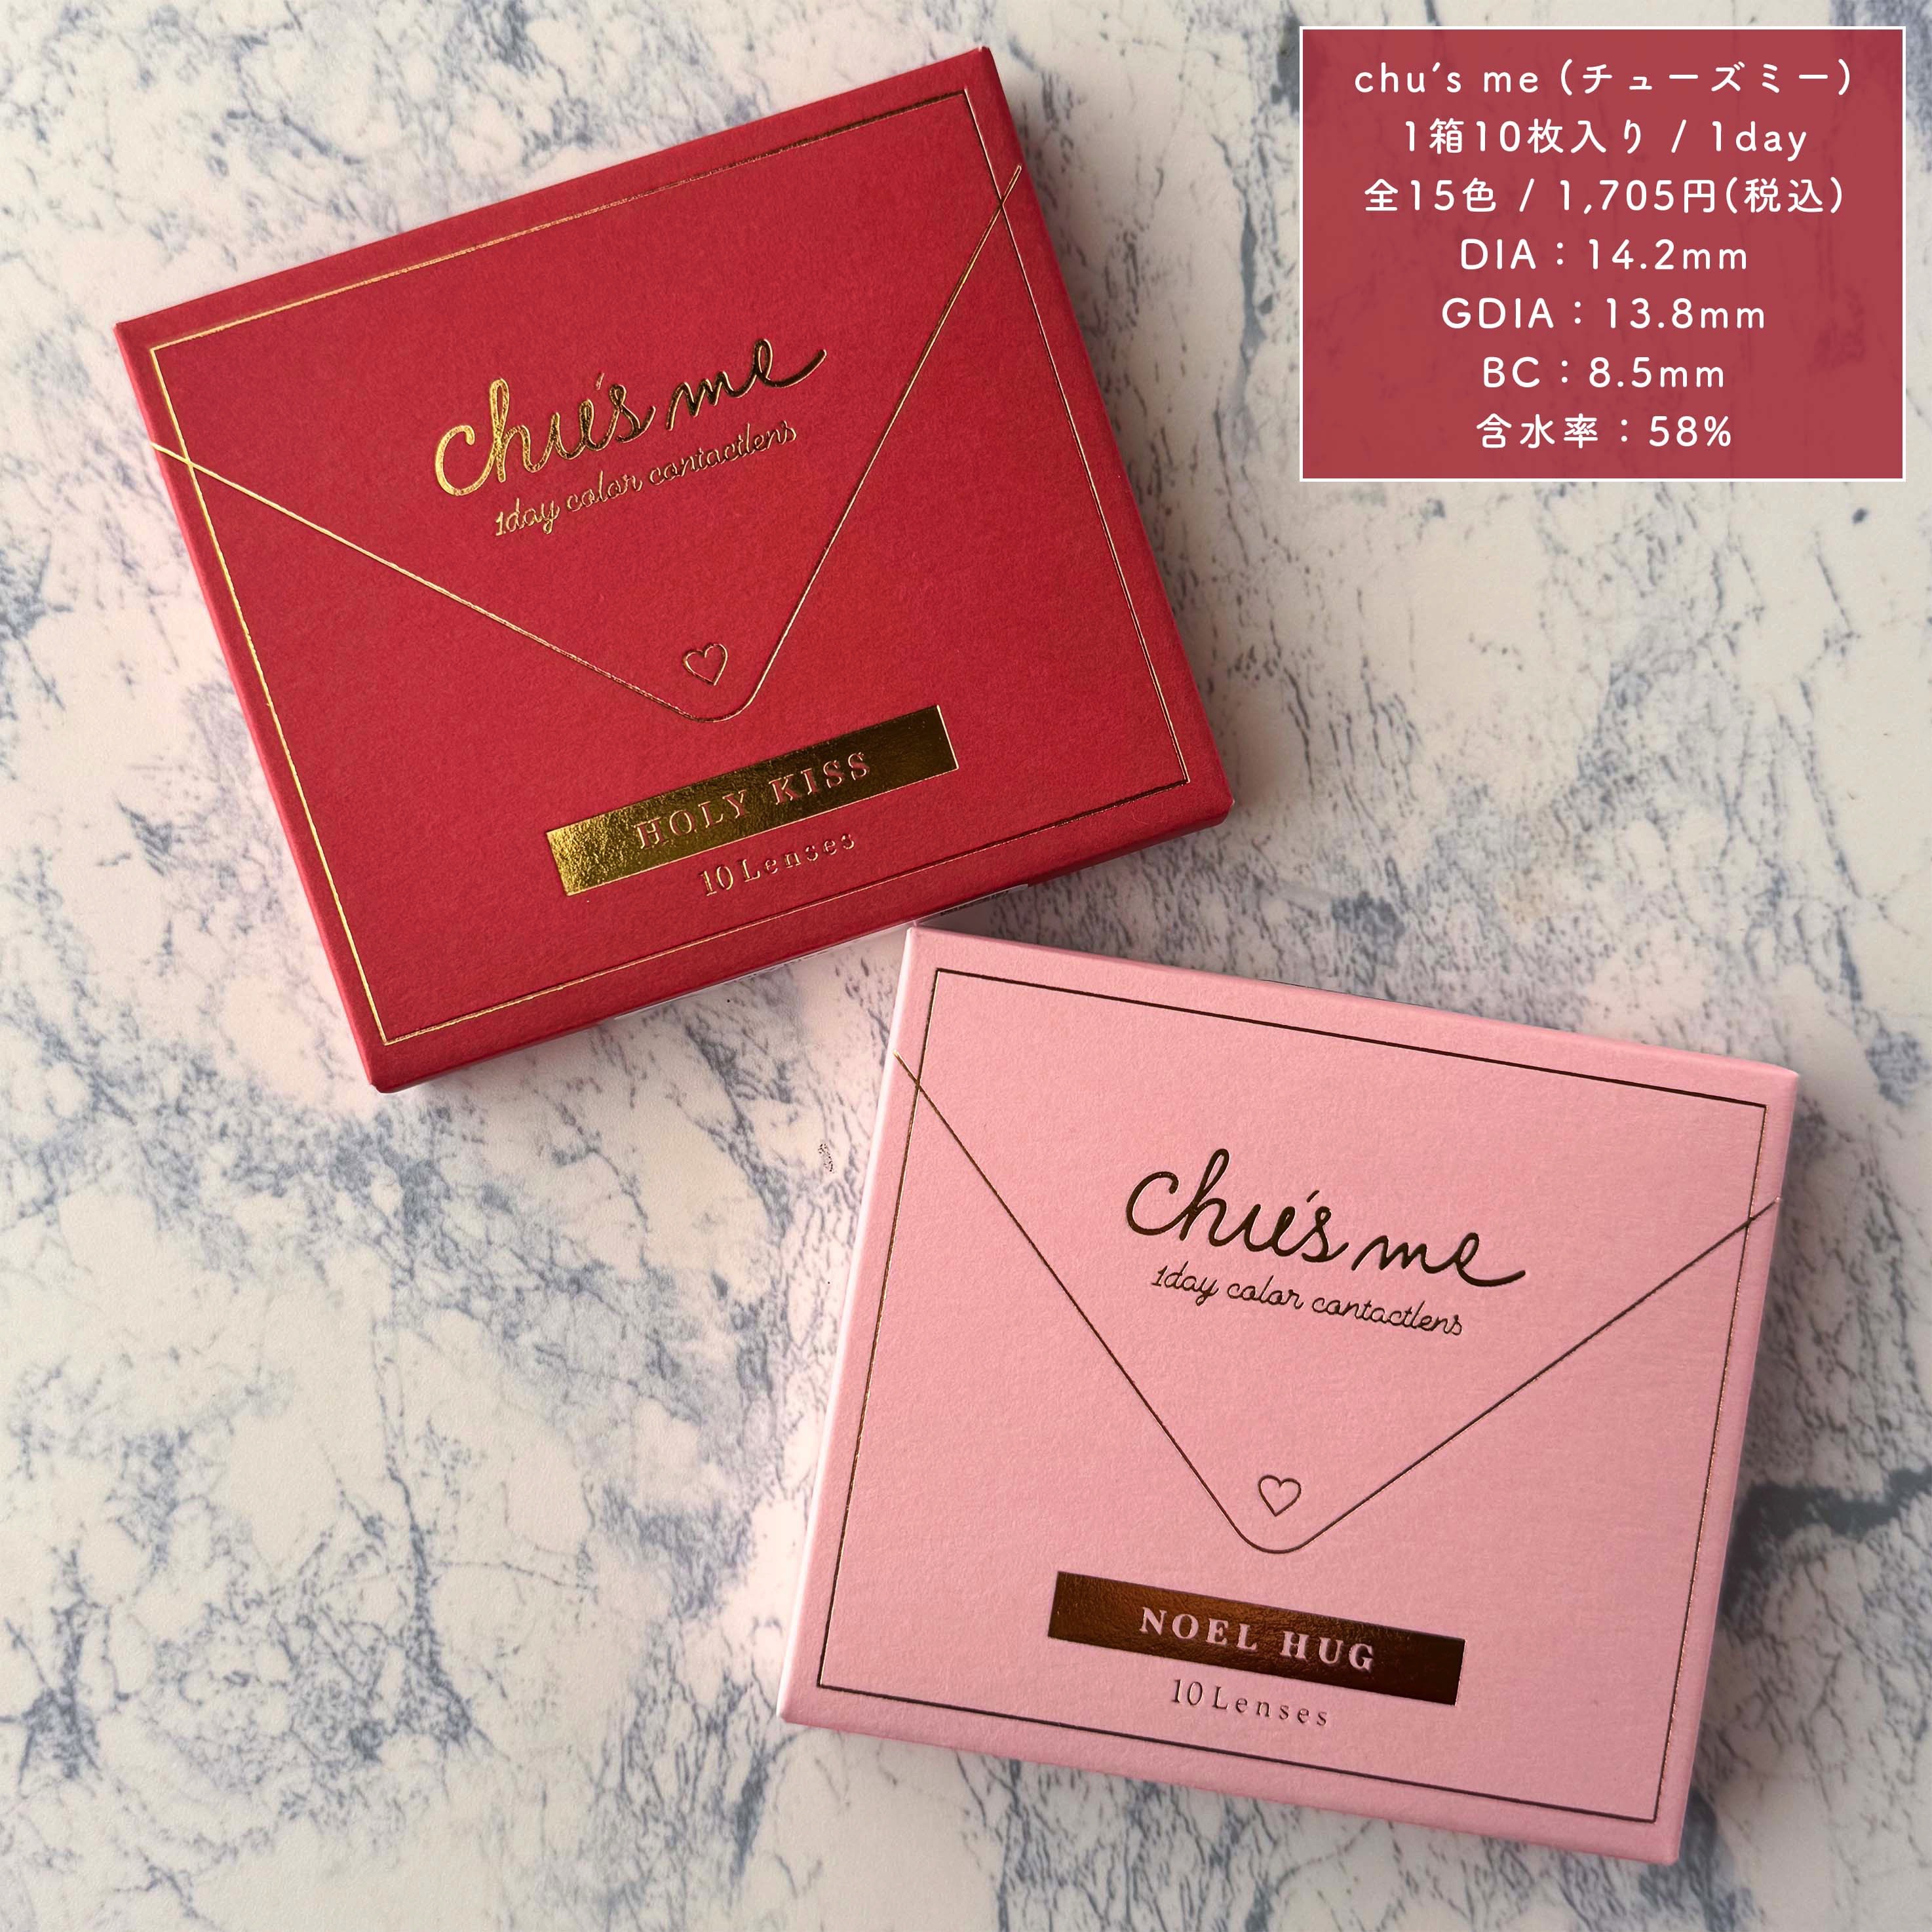 chu's me (チューズミー)
1箱10枚入り / 1day
全15色 / 1,705円(税込)
DIA：14.2mm
GDIA：13.8mm
BC：8.5mm
含水率：58%
chu's me
1day color contactlens
HOLY KISS
10 Lenses
chu's me
1day color contactlens
NOEL HUG
10 Lenses